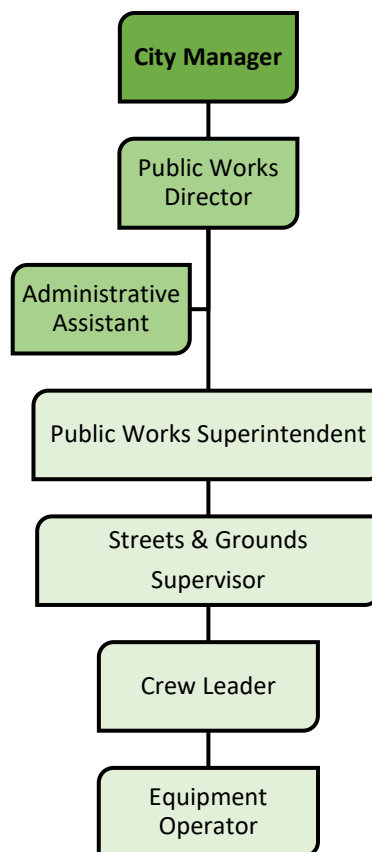 City Manager
Public Works
Director
Administrative
Assistant
Public Works Superintendent
Streets & Grounds
Supervisor
Crew Leader
Equipment
Operator